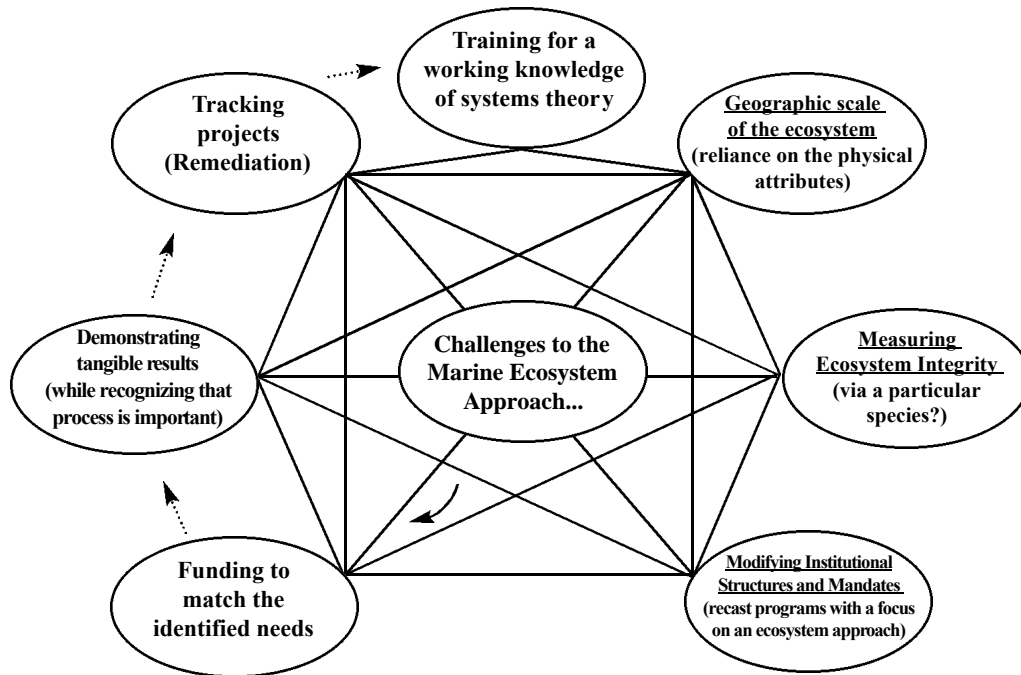 Training for a
working knowledge
of systems theory
Geographic scale
of the ecosystem
(reliance on the physical
attributes)
Measuring
Ecosystem Integrity
(via a particular
species?)
Modifying Institutional
Structures and Mandates
(recast programs with a focus
on an ecosystem approach)
Funding to
match the
identified needs
Demonstrating
tangible results
(while recognizing that
process is important)
Tracking
projects
(Remediation)
Challenges to the
Marine Ecosystem
Approach...